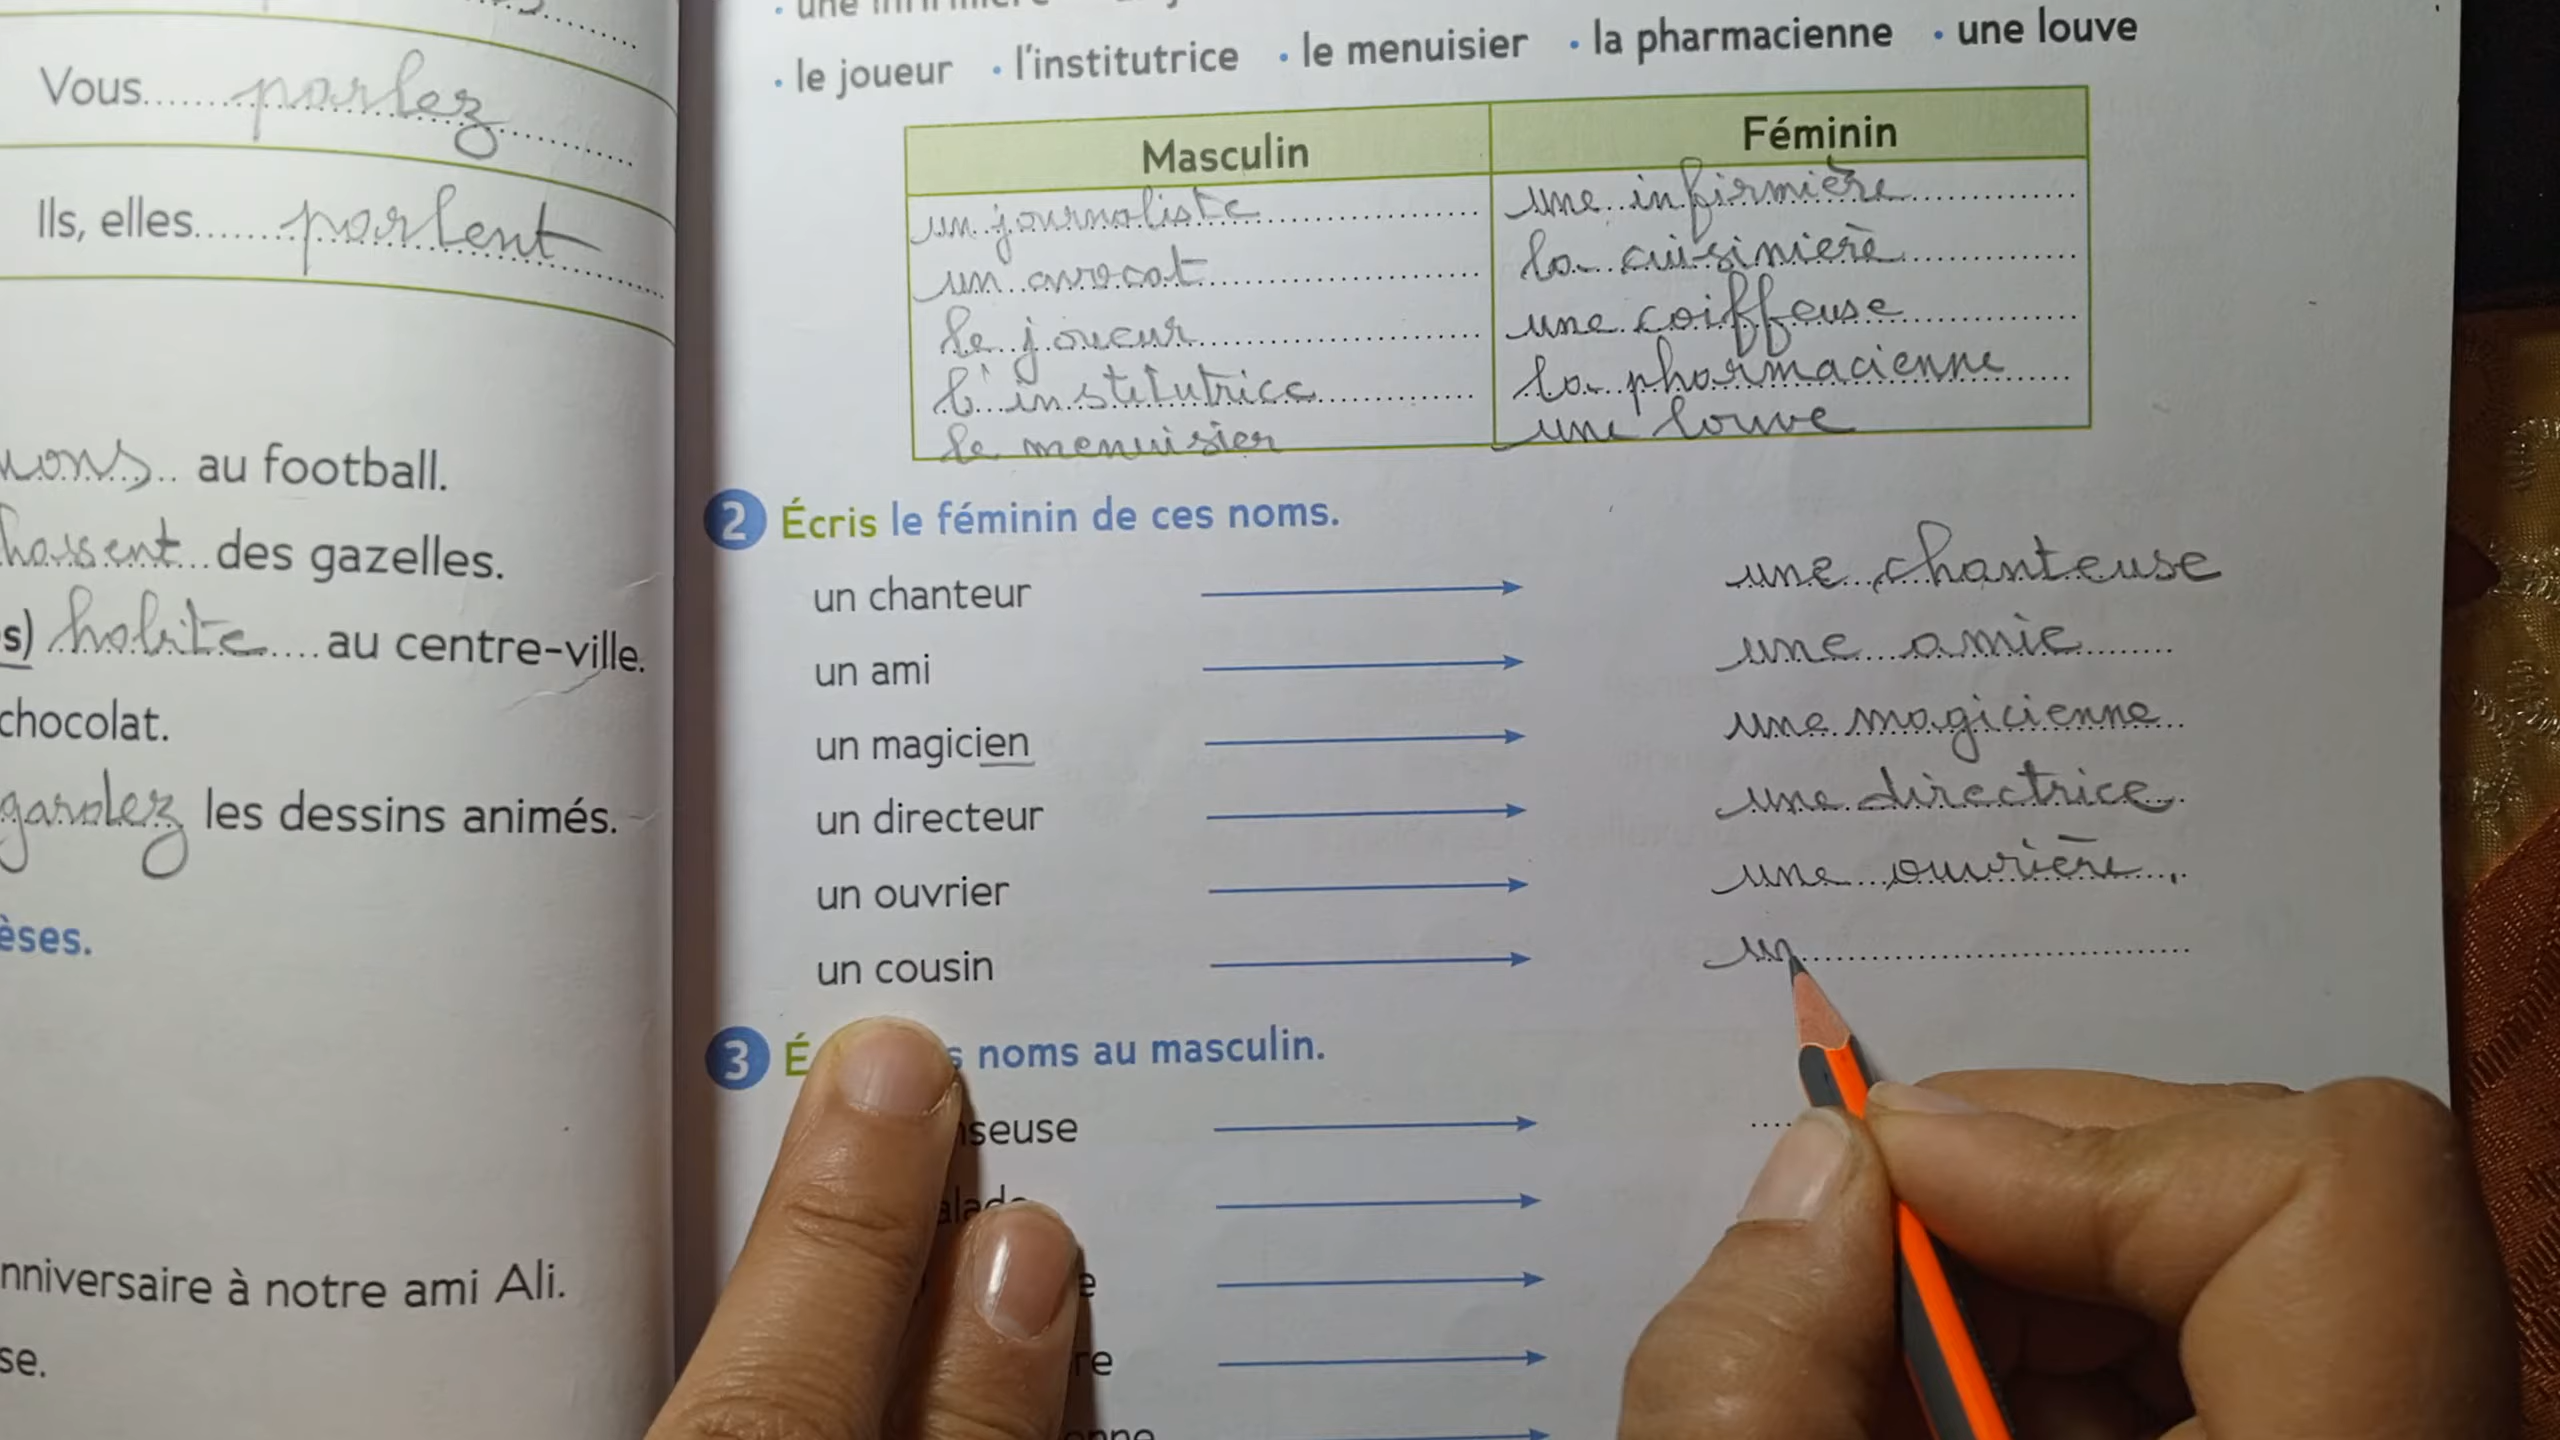 Vous parlez
Ils, elles parlent
au football.
des gazelles.
s) habite au centre-ville.
chocolat.
gardez les dessins animés.
èses.
nniversaire à notre ami Ali.
se.
• le joueur • l'institutrice • le menuisier • la pharmacienne • une louve
Masculin Féminin
un journaliste une infirmière
un avocat la cuisinierè
le joueur une coiffeuse
l'institutrice la pharmacienne
le menuisier une louve
2 Écris le féminin de ces noms.
un chanteur une chanteuse
un ami une amie
un magicien une magicienne
un directeur une directrice
un ouvrier une ouvrière
un cousin un
3 É s noms au masculin.
seuse
e
re